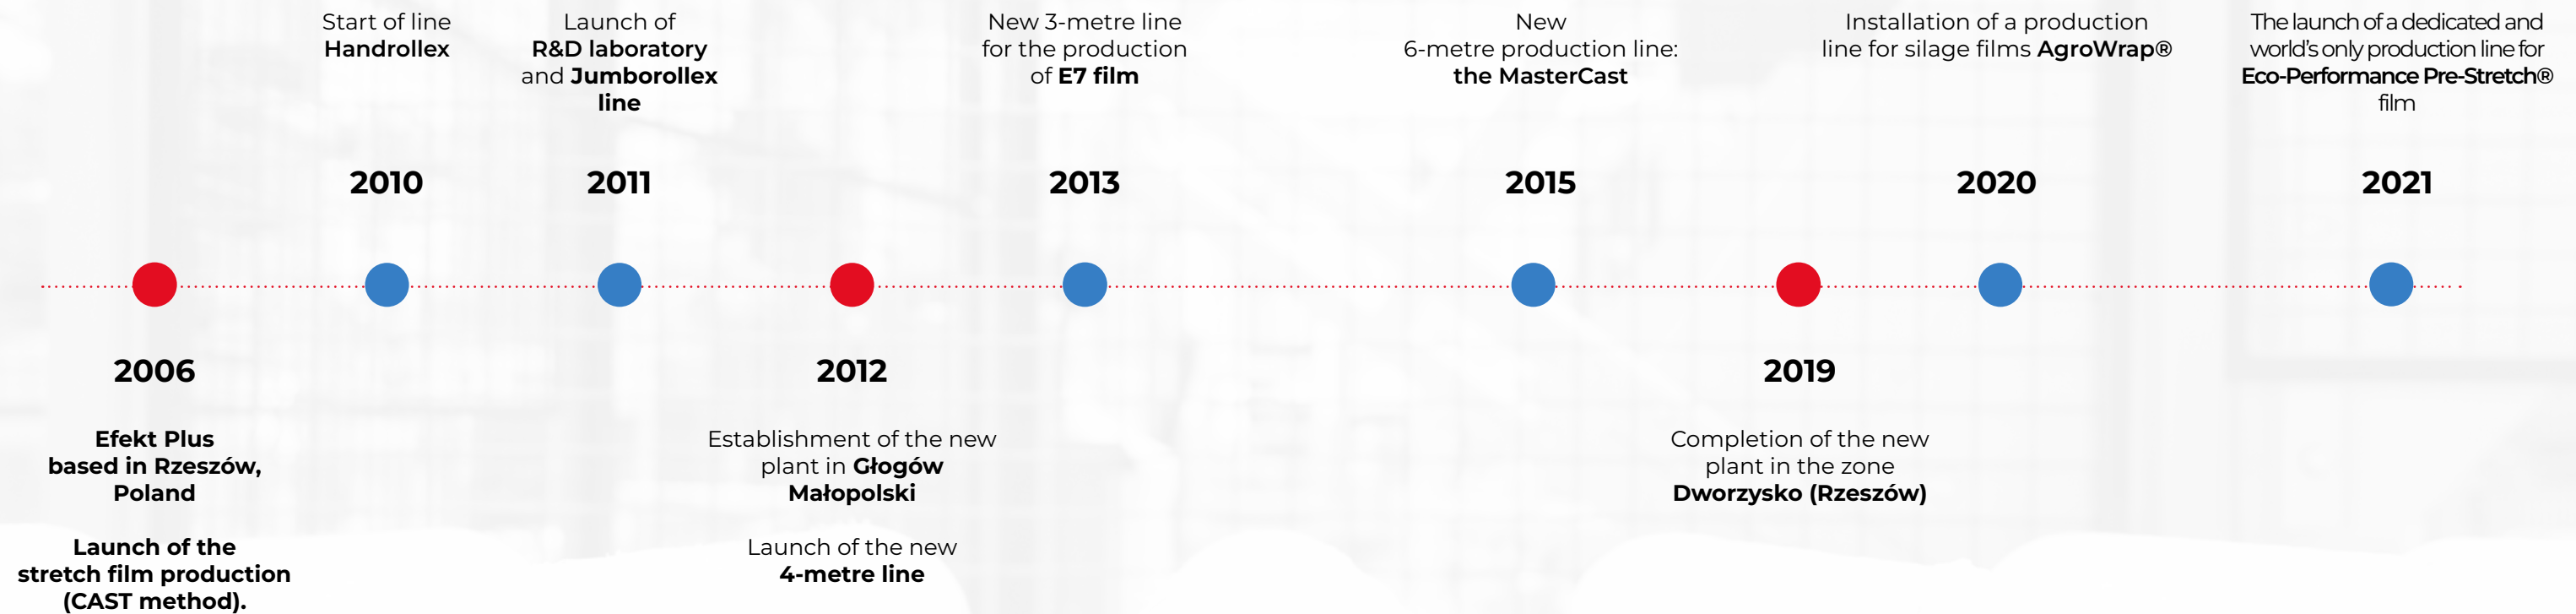 Start of line
Handrollex
2010
Launch of
R&D laboratory
and Jumborollex
line
2011
New 3-metre line
for the production
of E7 film
2013
New
6-metre production line:
the MasterCast
2015
Installation of a production
line for silage films AgroWrap®
2020
The launch of a dedicated and
world's only production line for
Eco-Performance Pre-Stretch®
film
2021
2006
Efekt Plus
based in Rzeszów,
Poland
Launch of the
stretch film production
(CAST method).
2012
Establishment of the new
plant in Głogów
Małopolski
Launch of the new
4-metre line
2019
Completion of the new
plant in the zone
Dworzysko (Rzeszów)